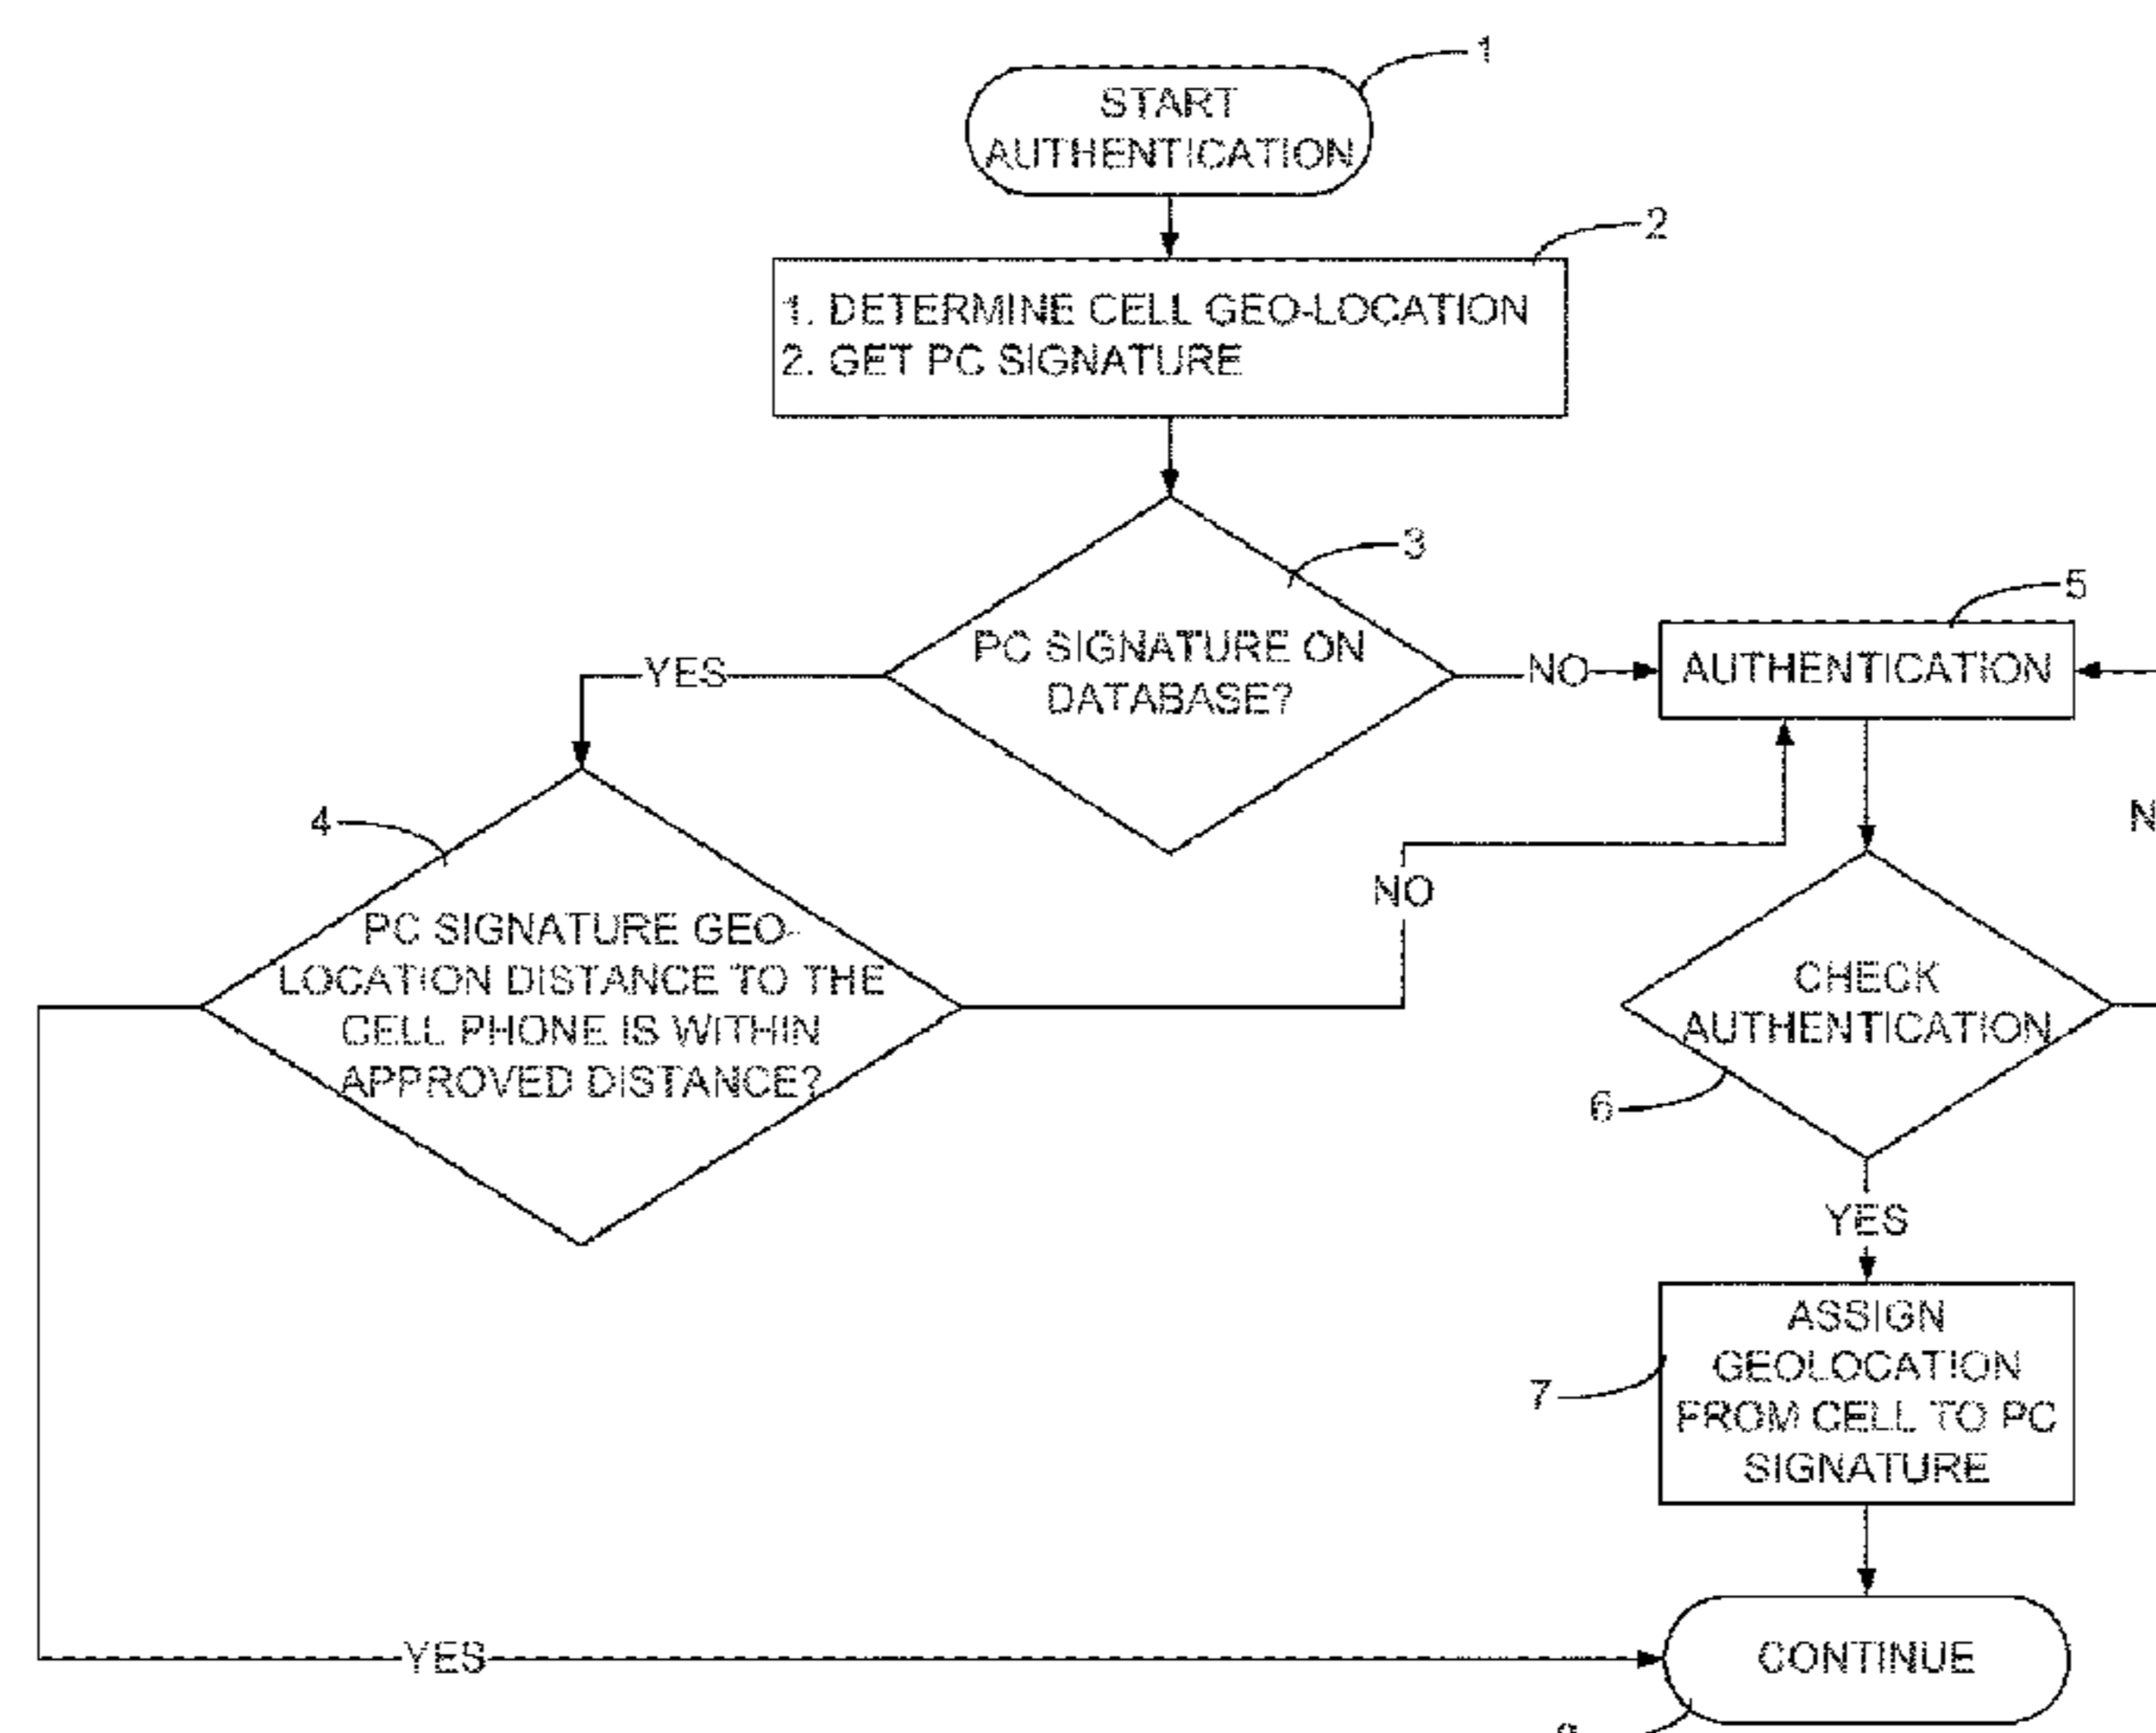 1
START
AUTHENTICATION
2
1. DETERMINE CELL GEO-LOCATION
2. GET PC SIGNATURE
3
PC SIGNATURE ON
DATABASE?
YES
NO
5
AUTHENTICATION
4
PC SIGNATURE GEO-
LOCATION DISTANCE TO THE
CELL PHONE IS WITHIN
APPROVED DISTANCE?
NO
CHECK
AUTHENTICATION
6
YES
7
ASSIGN
GEOLOCATION
FROM CELL TO PC
SIGNATURE
YES
CONTINUE